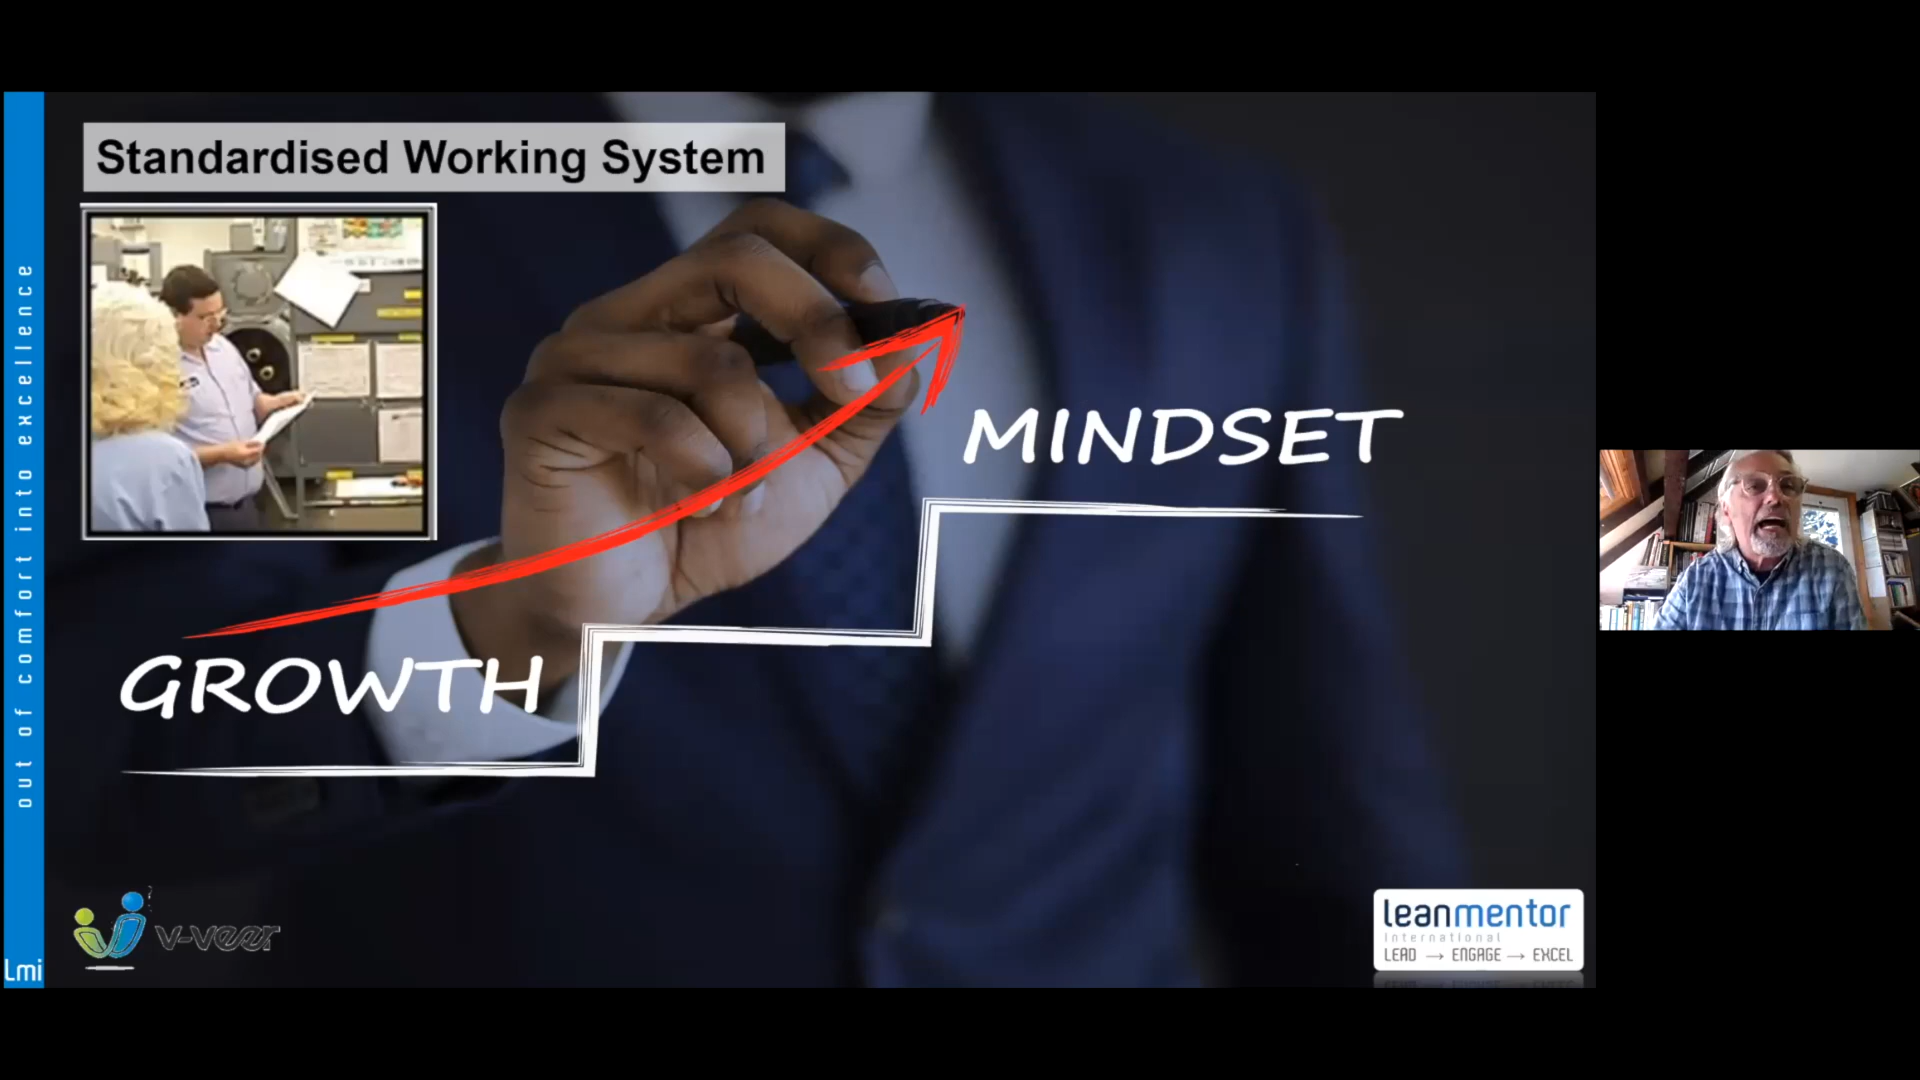 Standardised Working System
out of comfort into excellence
MINDSET
GROWTH
v-veer
leanmentor
International
LEAD → ENGAGE → EXCEL
Lmi